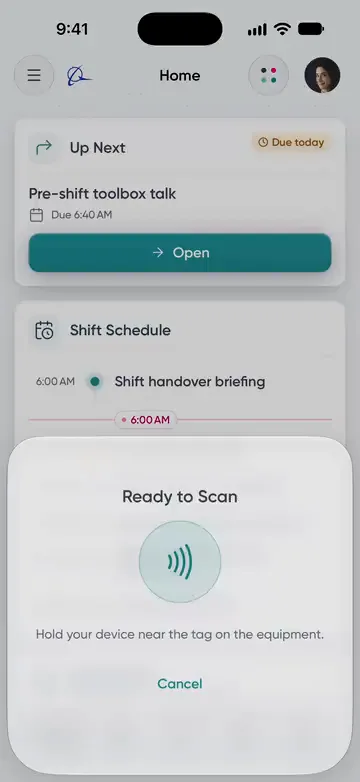 9:41
Home
Up Next
Due today
Pre-shift toolbox talk
Due 6:40 AM
Open
Shift Schedule
6:00 AM
Shift handover briefing
6:00 AM
Ready to Scan
Hold your device near the tag on the equipment.
Cancel